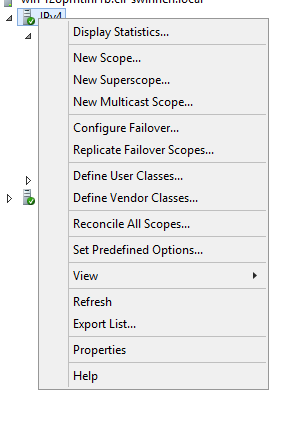 IPv4
Display Statistics...
New Scope...
New Superscope...
New Multicast Scope...
Configure Failover...
Replicate Failover Scopes...
Define User Classes...
Define Vendor Classes...
Reconcile All Scopes...
Set Predefined Options...
View
Refresh
Export List...
Properties
Help